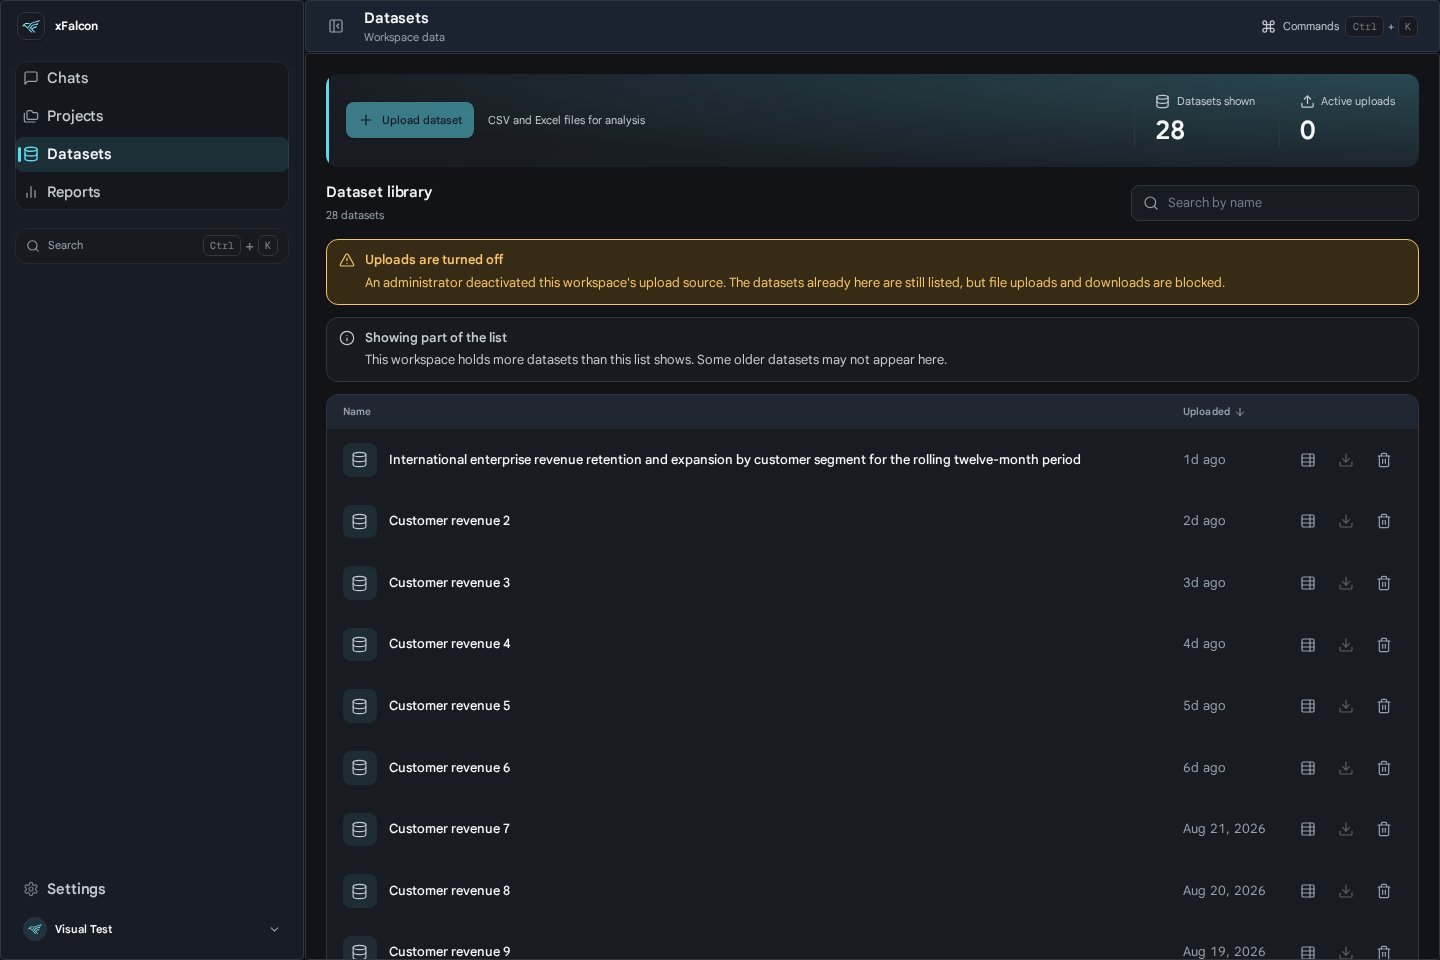 xFalcon
Chats
Projects
Datasets
Reports
Search Ctrl + K
Settings
Visual Test
Datasets
Workspace data
Commands Ctrl + K
Upload dataset
CSV and Excel files for analysis
Datasets shown
28
Active uploads
0
Dataset library
28 datasets
Search by name
Uploads are turned off
An administrator deactivated this workspace's upload source. The datasets already here are still listed, but file uploads and downloads are blocked.
Showing part of the list
This workspace holds more datasets than this list shows. Some older datasets may not appear here.
Name Uploaded
International enterprise revenue retention and expansion by customer segment for the rolling twelve-month period 1d ago
Customer revenue 2 2d ago
Customer revenue 3 3d ago
Customer revenue 4 4d ago
Customer revenue 5 5d ago
Customer revenue 6 6d ago
Customer revenue 7 Aug 21, 2026
Customer revenue 8 Aug 20, 2026
Customer revenue 9 Aug 19, 2026